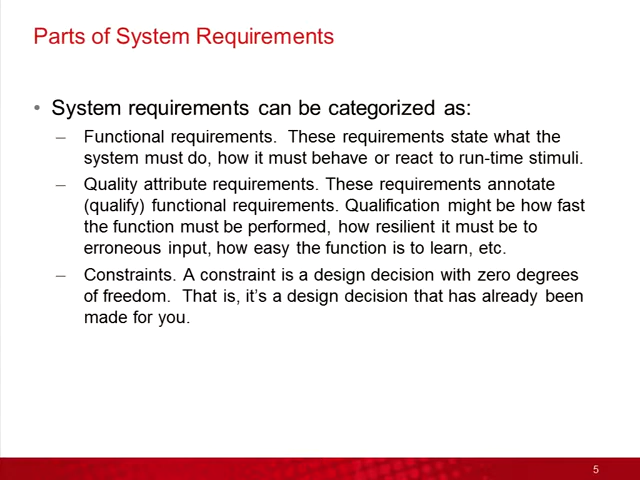 Parts of System Requirements
• System requirements can be categorized as:
– Functional requirements.  These requirements state what the
system must do, how it must behave or react to run-time stimuli.
– Quality attribute requirements. These requirements annotate
(qualify) functional requirements. Qualification might be how fast
the function must be performed, how resilient it must be to
erroneous input, how easy the function is to learn, etc.
– Constraints. A constraint is a design decision with zero degrees
of freedom.  That is, it’s a design decision that has already been
made for you.
5